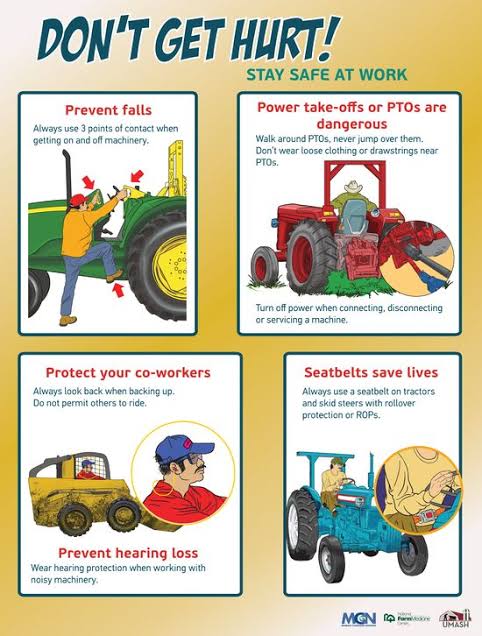 DON'T GET HURT!
STAY SAFE AT WORK
Prevent falls
Always use 3 points of contact when
getting on and off machinery.
Power take-offs or PTOs are
dangerous
Walk around PTOs, never jump over them.
Don't wear loose clothing or drawstrings near
PTOs.
Turn off power when connecting, disconnecting
or servicing a machine.
Protect your co-workers
Always look back when backing up.
Do not permit others to ride.
Prevent hearing loss
Wear hearing protection when working with
noisy machinery.
Seatbelts save lives
Always use a seatbelt on tractors
and skid steers with rollover
protection or ROPs.
MCN
National
Farm Medicine
Center
UMASH